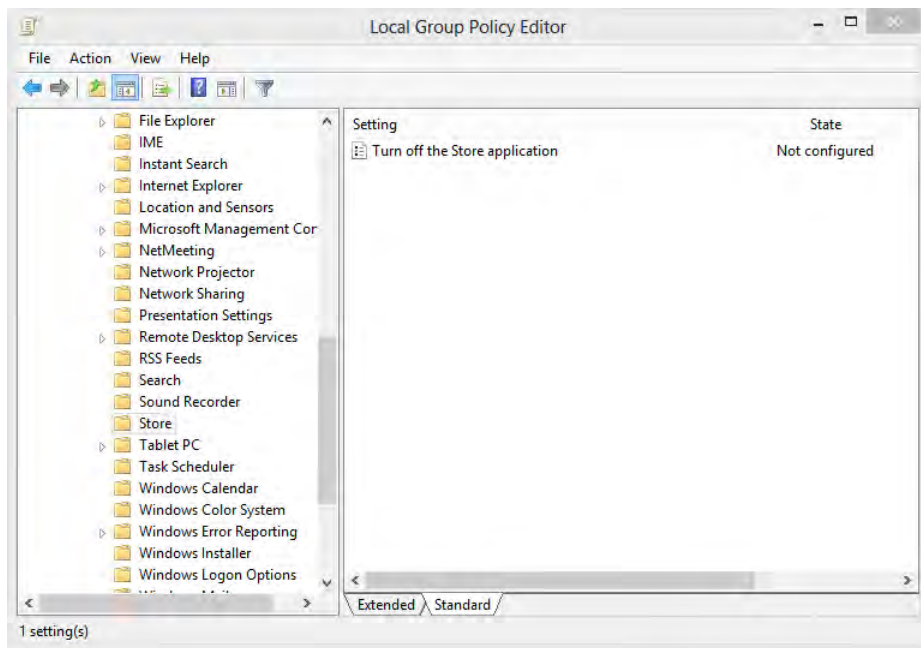 Local Group Policy Editor
File Action View Help
File Explorer
IME
Instant Search
Internet Explorer
Location and Sensors
Microsoft Management Cor
NetMeeting
Network Projector
Network Sharing
Presentation Settings
Remote Desktop Services
RSS Feeds
Search
Sound Recorder
Store
Tablet PC
Task Scheduler
Windows Calendar
Windows Color System
Windows Error Reporting
Windows Installer
Windows Logon Options
Setting State
Turn off the Store application Not configured
Extended Standard
1 setting(s)